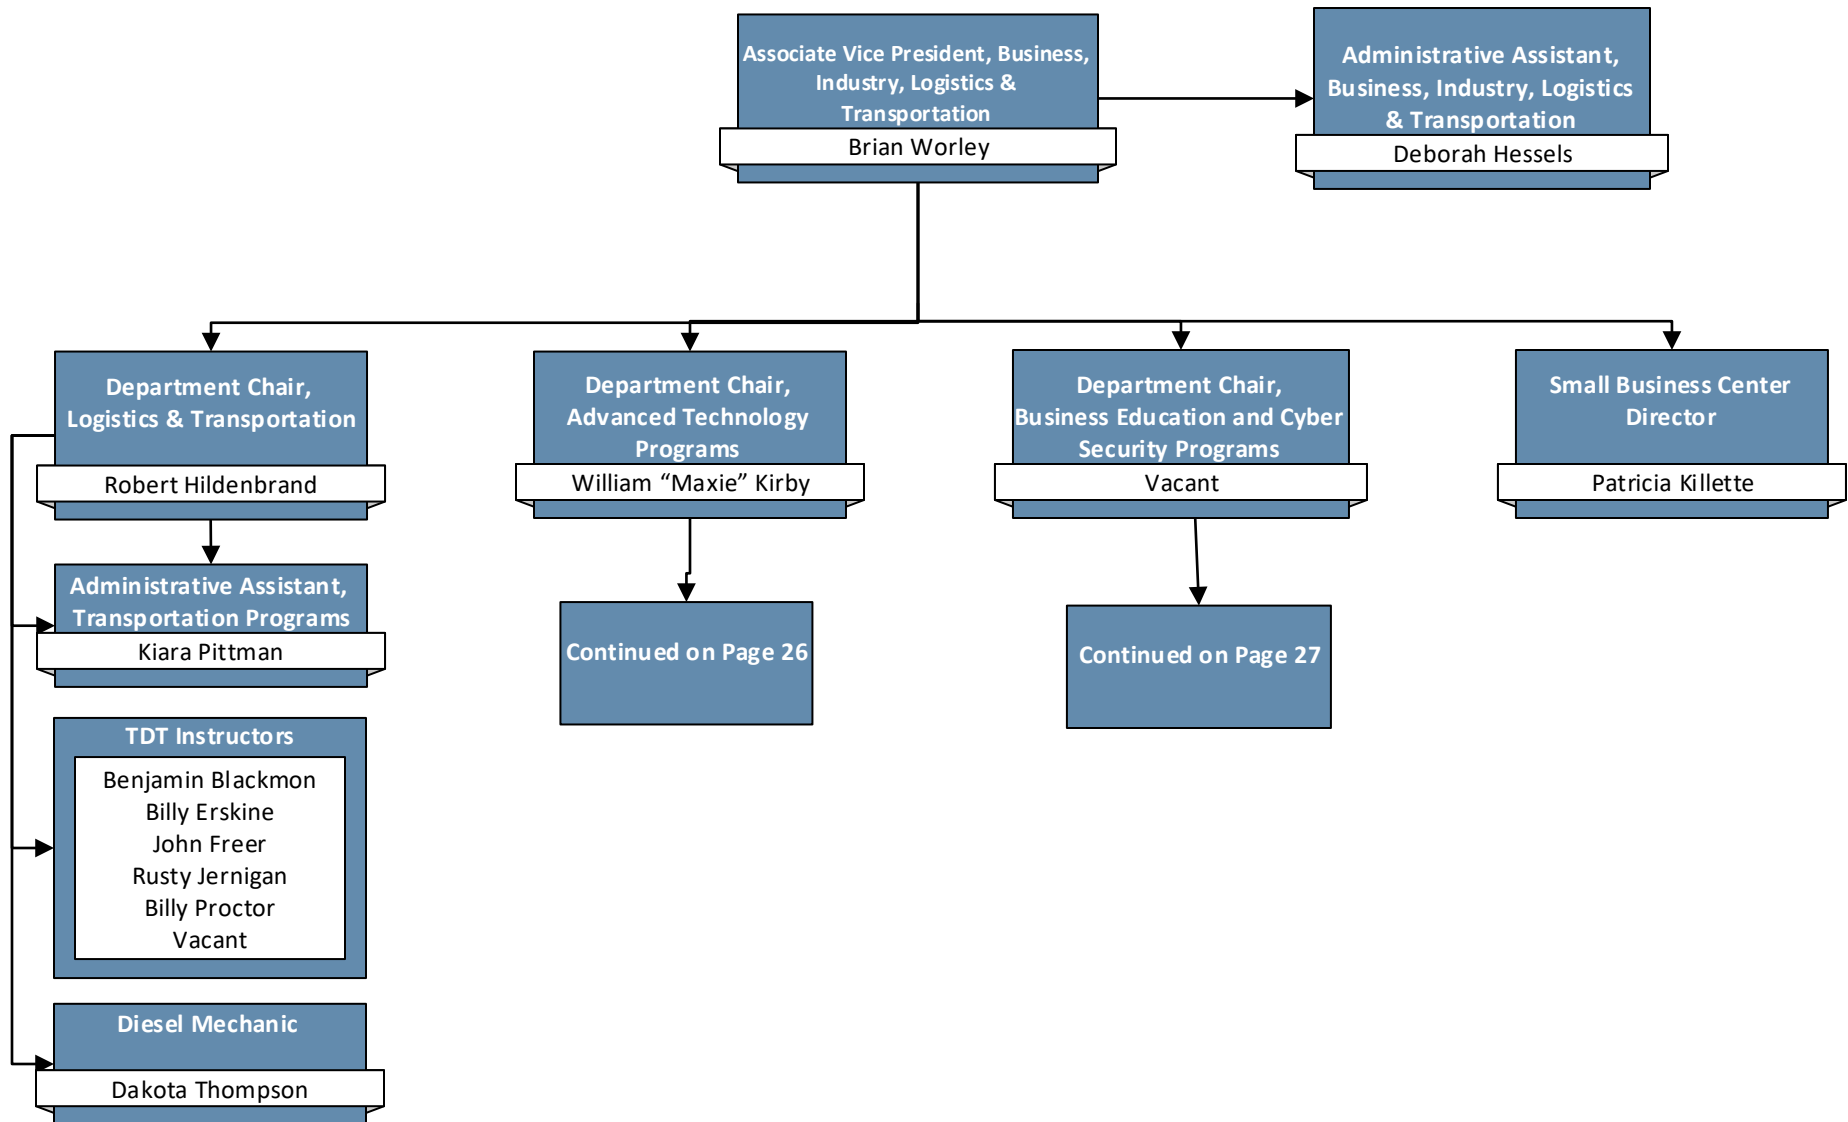 Associate Vice President, Business,
Industry, Logistics &
Transportation
Brian Worley
Administrative Assistant,
Business, Industry, Logistics
& Transportation
Deborah Hessels
Department Chair,
Logistics & Transportation
Robert Hildenbrand
Department Chair,
Advanced Technology
Programs
William “Maxie” Kirby
Department Chair,
Business Education and Cyber
Security Programs
Vacant
Small Business Center
Director
Patricia Killette
Administrative Assistant,
Transportation Programs
Kiara Pittman
Continued on Page 26
Continued on Page 27
TDT Instructors
Benjamin Blackmon
Billy Erskine
John Freer
Rusty Jernigan
Billy Proctor
Vacant
Diesel Mechanic
Dakota Thompson